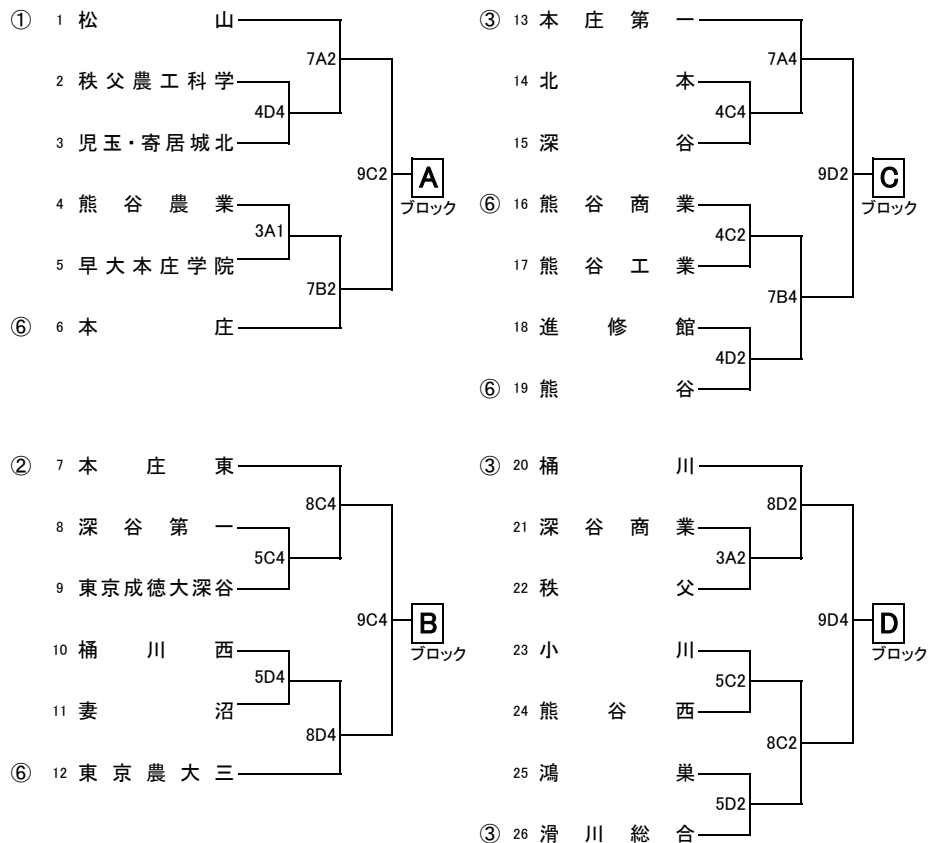 ① 1 松山
7A2
2 秩父農工科学
4D4
3 児玉・寄居城北
9C2 A
ブロック
4 熊谷農業
3A1
5 早大本庄学院
7B2
⑥ 6 本庄
③ 13 本庄第一
7A4
14 北本
4C4
15 深谷
9D2 C
ブロック
⑥ 16 熊谷商業
4C2
17 熊谷工業
7B4
18 進修館
4D2
⑥ 19 熊谷
② 7 本庄東
8C4
8 深谷第一
5C4
9 東京成徳大深谷
9C4 B
ブロック
10 桶川西
5D4
11 妻沼
8D4
⑥ 12 東京農大三
③ 20 桶川
8D2
21 深谷商業
3A2
22 秩父
9D4 D
ブロック
23 小川
5C2
24 熊谷西
8C2
25 鴻巣
5D2
③ 26 滑川総合